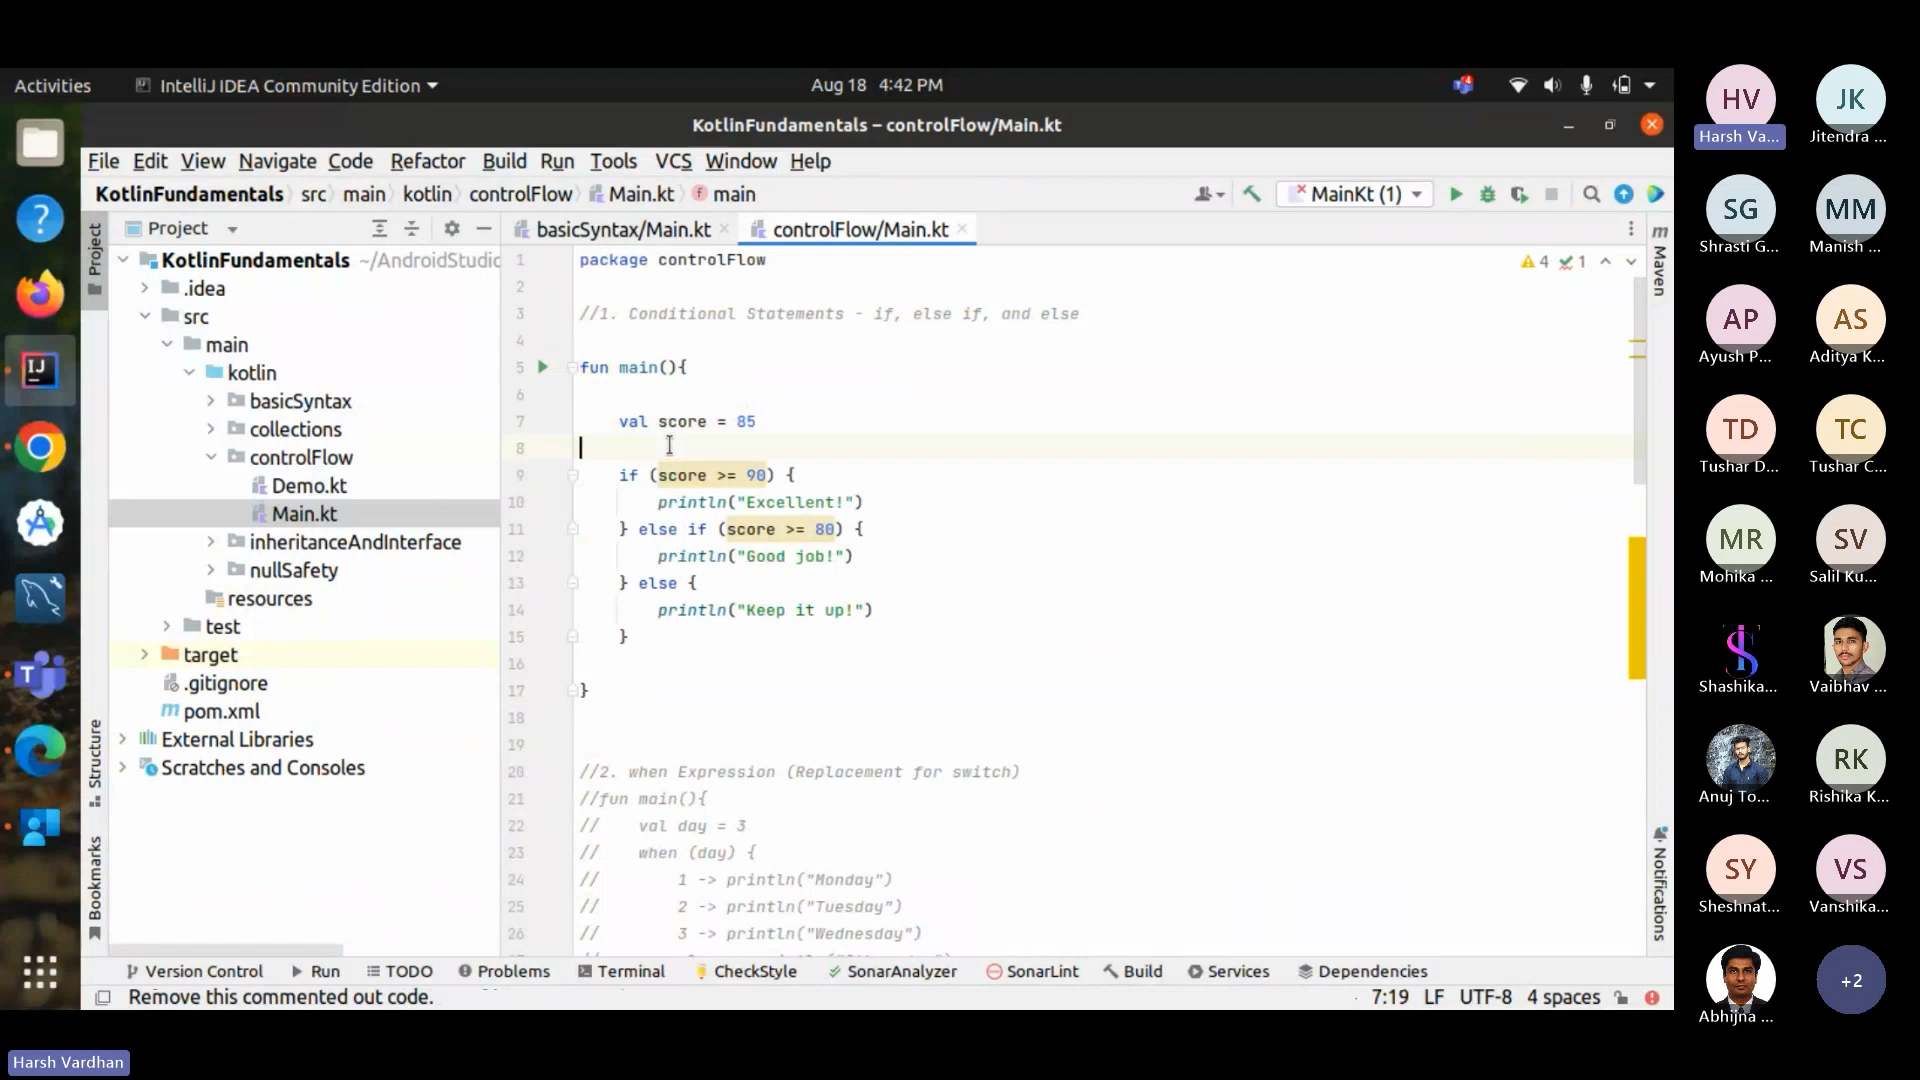 Activities
IntelliJ IDEA Community Edition
Aug 18 4:42 PM
KotlinFundamentals – controlFlow/Main.kt
File Edit View Navigate Code Refactor Build Run Tools VCS Window Help
KotlinFundamentals src main kotlin controlFlow Main.kt main
MainKt (1)
Project
basicSyntax/Main.kt
controlFlow/Main.kt
Project
Structure
Bookmarks
KotlinFundamentals ~/AndroidStudio
.idea
src
main
kotlin
basicSyntax
collections
controlFlow
Demo.kt
Main.kt
inheritanceAndInterface
nullSafety
resources
test
target
.gitignore
pom.xml
External Libraries
Scratches and Consoles
4 1
1 package controlFlow
2
3 //1. Conditional Statements - if, else if, and else
4
5 fun main(){
6
7 val score = 85
8
9 if (score >= 90) {
10 println("Excellent!")
11 } else if (score >= 80) {
12 println("Good job!")
13 } else {
14 println("Keep it up!")
15 }
16
17 }
18
19
20 //2. when Expression (Replacement for switch)
21 //fun main(){
22 // val day = 3
23 // when (day) {
24 // 1 -> println("Monday")
25 // 2 -> println("Tuesday")
26 // 3 -> println("Wednesday")
m Maven
Notifications
Version Control Run TODO Problems Terminal CheckStyle SonarAnalyzer SonarLint Build Services Dependencies
Remove this commented out code.
7:19 LF UTF-8 4 spaces
HV
Harsh Va...
JK
Jitendra ...
SG
Shrasti G...
MM
Manish ...
AP
Ayush P...
AS
Aditya K...
TD
Tushar D...
TC
Tushar C...
MR
Mohika ...
SV
Salil Ku...
Shashika...
Vaibhav ...
Anuj To...
RK
Rishika K...
SY
Sheshnat...
VS
Vanshika...
Abhijna ...
+2
Harsh Vardhan